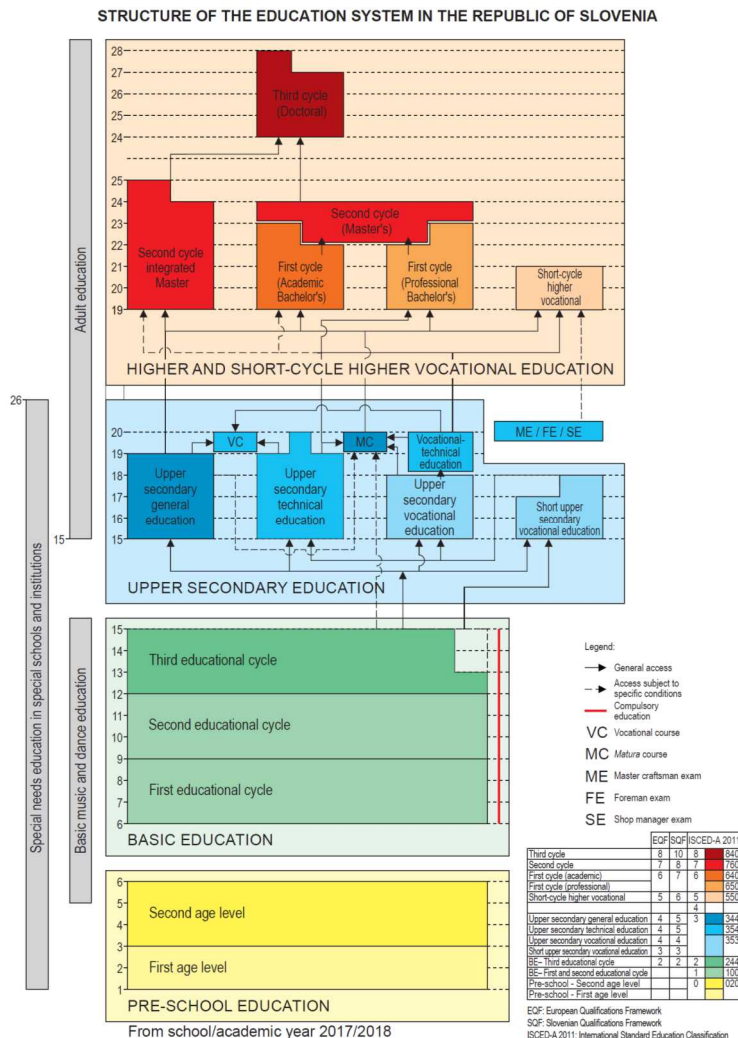 STRUCTURE OF THE EDUCATION SYSTEM IN THE REPUBLIC OF SLOVENIA
28
27
26
25
24
Third cycle
(Doctoral)
25
24
23
22
21
20
19
Second cycle
integrated
Master
Second cycle
(Master's)
First cycle
(Academic
Bachelor's)
First cycle
(Professional
Bachelor's)
Short-cycle
higher
vocational
HIGHER AND SHORT-CYCLE HIGHER VOCATIONAL EDUCATION
Adult education
26
15
20
19
18
17
16
15
VC
MC
Vocational-
technical
education
ME / FE / SE
Upper
secondary
general
education
Upper
secondary
technical
education
Upper
secondary
vocational
education
Short upper
secondary
vocational education
UPPER SECONDARY EDUCATION
Special needs education in special schools and institutions
Basic music and dance education
15
14
13
12
11
10
9
8
7
6
Third educational cycle
Second educational cycle
First educational cycle
BASIC EDUCATION
6
5
4
3
2
1
Second age level
First age level
PRE-SCHOOL EDUCATION
From school/academic year 2017/2018
Legend:
General access
Access subject to
specific conditions
Compulsory
education
VC Vocational course
MC Matura course
ME Master craftsman exam
FE Foreman exam
SE Shop manager exam
EQF SQF ISCED-A 2011
Third cycle 8 10 8 840
Second cycle 7 8 7 760
First cycle (academic) 6 7 6 640
First cycle (professional) 650
Short-cycle higher vocational 5 6 5 550
4
Upper secondary general education 4 5 3 344
Upper secondary technical education 4 5 354
Upper secondary vocational education 4 4 353
Short upper secondary vocational education 3 3
BE– Third educational cycle 2 2 2 244
BE– First and second educational cycle 1 100
Pre-school - Second age level 0 020
Pre-school - First age level
EQF: European Qualifications Framework
SQF: Slovenian Qualifications Framework
ISCED-A 2011: International Standard Education Classification